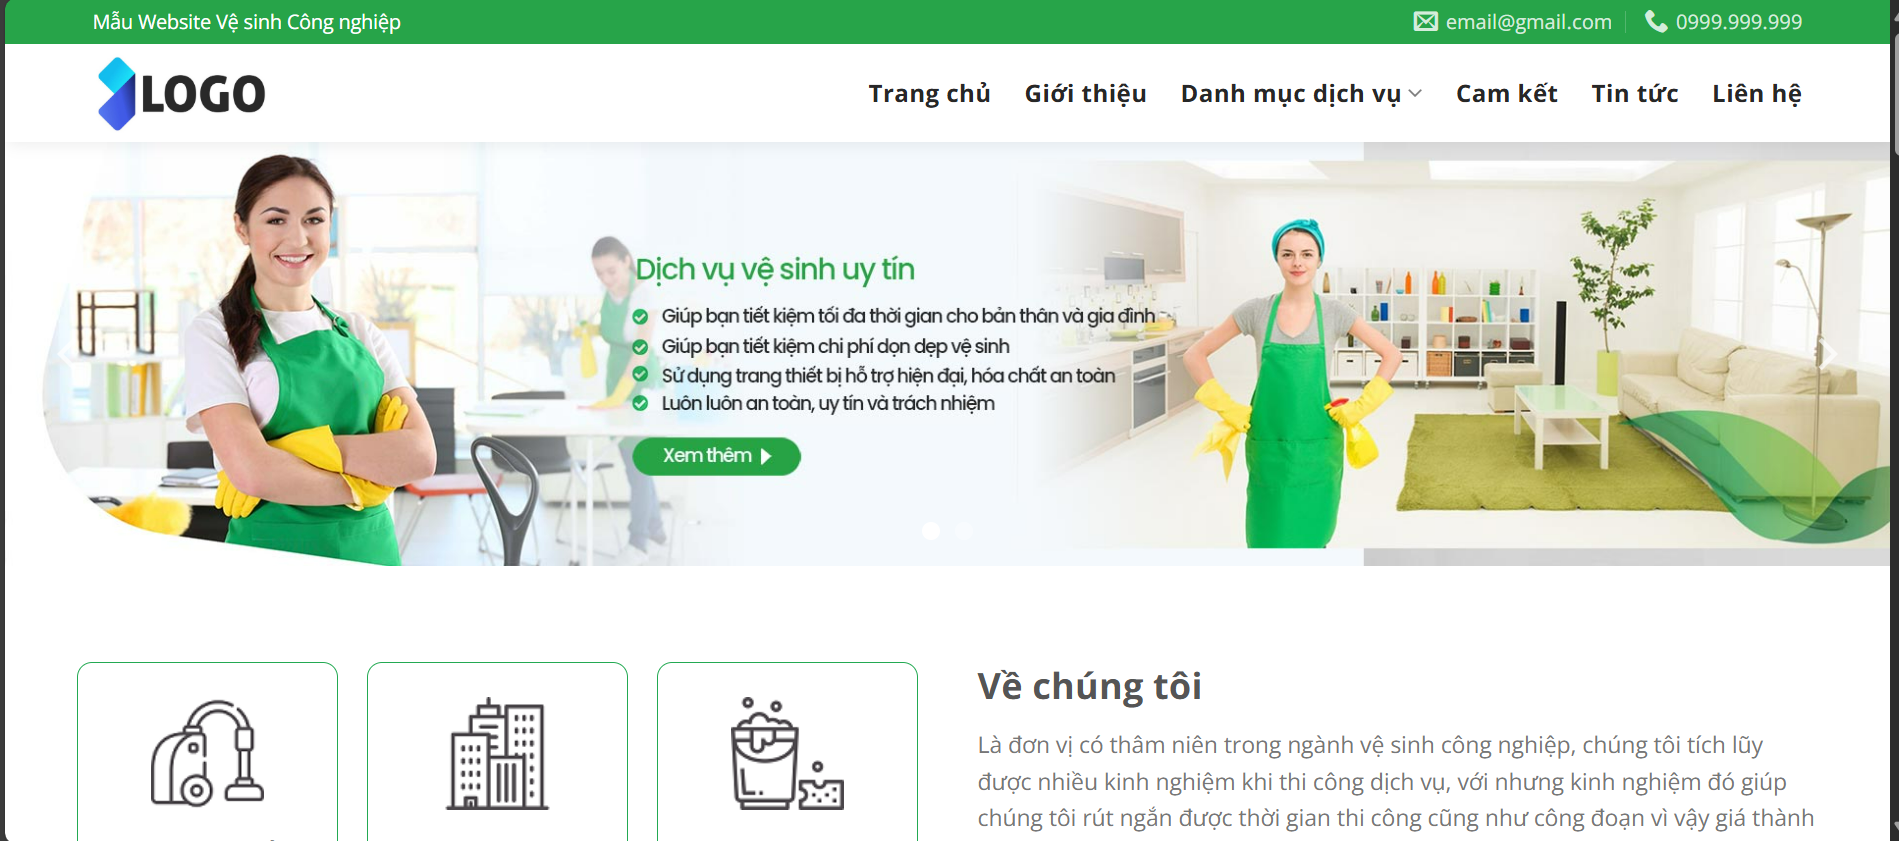 Mẫu Website Vệ sinh Công nghiệp
email@gmail.com
0999.999.999
LOGO
Trang chủ
Giới thiệu
Danh mục dịch vụ
Cam kết
Tin tức
Liên hệ
Dịch vụ vệ sinh uy tín
Giúp bạn tiết kiệm tối đa thời gian cho bản thân và gia đình
Giúp bạn tiết kiệm chi phí dọn dẹp vệ sinh
Sử dụng trang thiết bị hỗ trợ hiện đại, hóa chất an toàn
Luôn luôn an toàn, uy tín và trách nhiệm
Xem thêm
Về chúng tôi
Là đơn vị có thâm niên trong ngành vệ sinh công nghiệp, chúng tôi tích lũy
được nhiều kinh nghiệm khi thi công dịch vụ, với nhưng kinh nghiệm đó giúp
chúng tôi rút ngắn được thời gian thi công cũng như công đoạn vì vậy giá thành